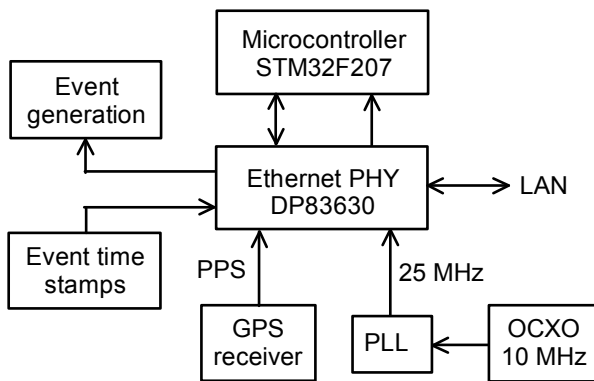 Microcontroller
STM32F207
Event
generation
Ethernet PHY
DP83630
LAN
Event time
stamps
PPS
25 MHz
GPS
receiver
PLL
OCXO
10 MHz